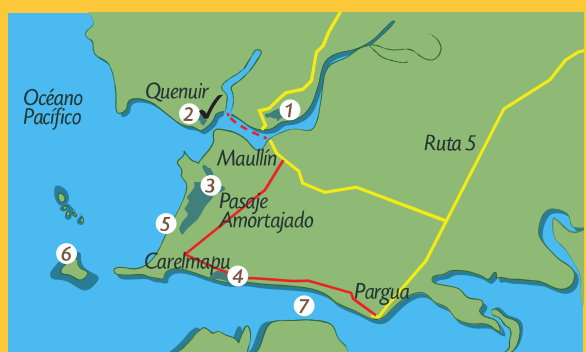 Quenuir
2
1
Océano
Pacífico
Ruta 5
Maullín
3
Pasaje
Amortajado
5
6
Carelmapu
4
Pargua
7